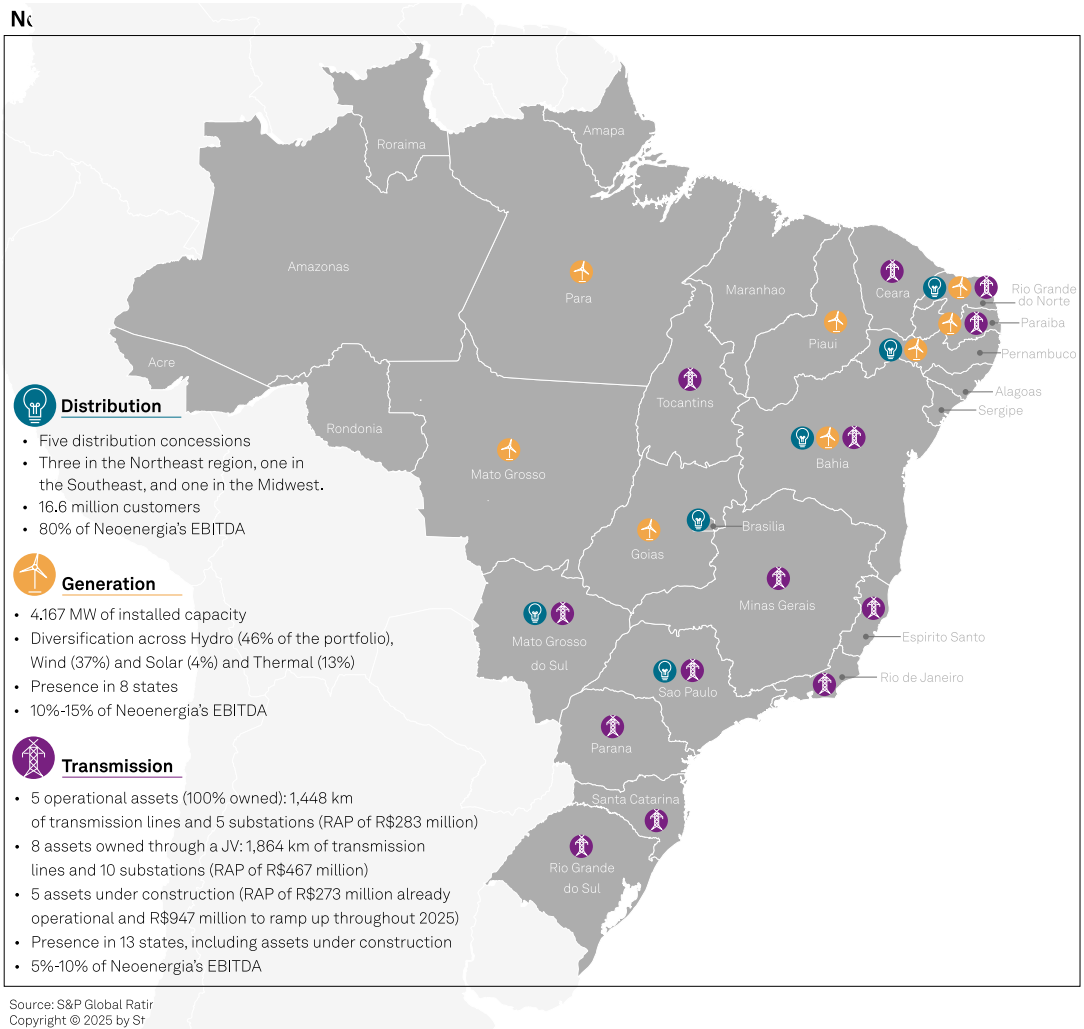 Roraima
Amapa
Amazonas
Para
Maranhao
Ceara
Rio Grande
do Norte
Piaui
Paraiba
Pernambuco
Acre
Tocantins
Alagoas
Sergipe
Rondonia
Mato Grosso
Bahia
Goias
Brasilia
Minas Gerais
Mato Grosso
do Sul
Espirito Santo
Sao Paulo
Rio de Janeiro
Parana
Santa Catarina
Rio Grande
do Sul
Distribution
• Five distribution concessions
• Three in the Northeast region, one in
the Southeast, and one in the Midwest.
• 16.6 million customers
• 80% of Neoenergia’s EBITDA
Generation
• 4.167 MW of installed capacity
• Diversification across Hydro (46% of the portfolio),
Wind (37%) and Solar (4%) and Thermal (13%)
• Presence in 8 states
• 10%-15% of Neoenergia’s EBITDA
Transmission
• 5 operational assets (100% owned): 1,448 km
of transmission lines and 5 substations (RAP of R$283 million)
• 8 assets owned through a JV: 1,864 km of transmission
lines and 10 substations (RAP of R$467 million)
• 5 assets under construction (RAP of R$273 million already
operational and R$947 million to ramp up throughout 2025)
• Presence in 13 states, including assets under construction
• 5%-10% of Neoenergia’s EBITDA
Source: S&P Global
Copyright © 2025 by